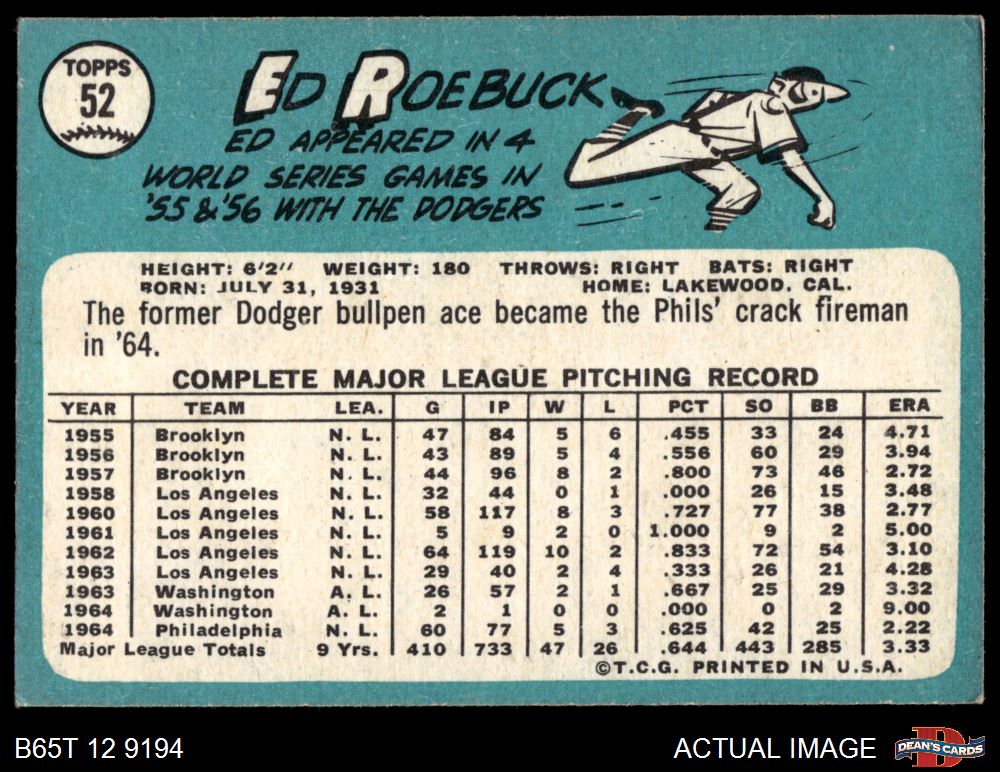 TOPPS
52
ED ROEBUCK
ED APPEARED IN 4
WORLD SERIES GAMES IN
'55 & '56 WITH THE DODGERS
HEIGHT: 6'2" WEIGHT: 180 THROWS: RIGHT BATS: RIGHT
BORN: JULY 31, 1931 HOME: LAKEWOOD, CAL.
The former Dodger bullpen ace became the Phils' crack fireman
in '64.
COMPLETE MAJOR LEAGUE PITCHING RECORD
YEAR TEAM LEA. G IP W L PCT SO BB ERA
1955 Brooklyn N. L. 47 84 5 6 .455 33 24 4.71
1956 Brooklyn N. L. 43 89 5 4 .556 60 29 3.94
1957 Brooklyn N. L. 44 96 8 2 .800 73 46 2.72
1958 Los Angeles N. L. 32 44 0 1 .000 26 15 3.48
1960 Los Angeles N. L. 58 117 8 3 .727 77 38 2.77
1961 Los Angeles N. L. 5 9 2 0 1.000 9 2 5.00
1962 Los Angeles N. L. 64 119 10 2 .833 72 54 3.10
1963 Los Angeles N. L. 29 40 2 4 .333 26 21 4.28
1963 Washington A. L. 26 57 2 1 .667 25 29 3.32
1964 Washington A. L. 2 1 0 0 .000 0 2 9.00
1964 Philadelphia N. L. 60 77 5 3 .625 42 25 2.22
Major League Totals 9 Yrs. 410 733 47 26 .644 443 285 3.33
©T.C.G. PRINTED IN U.S.A.
B65T 12 9194
ACTUAL IMAGE
DEAN'S CARDS